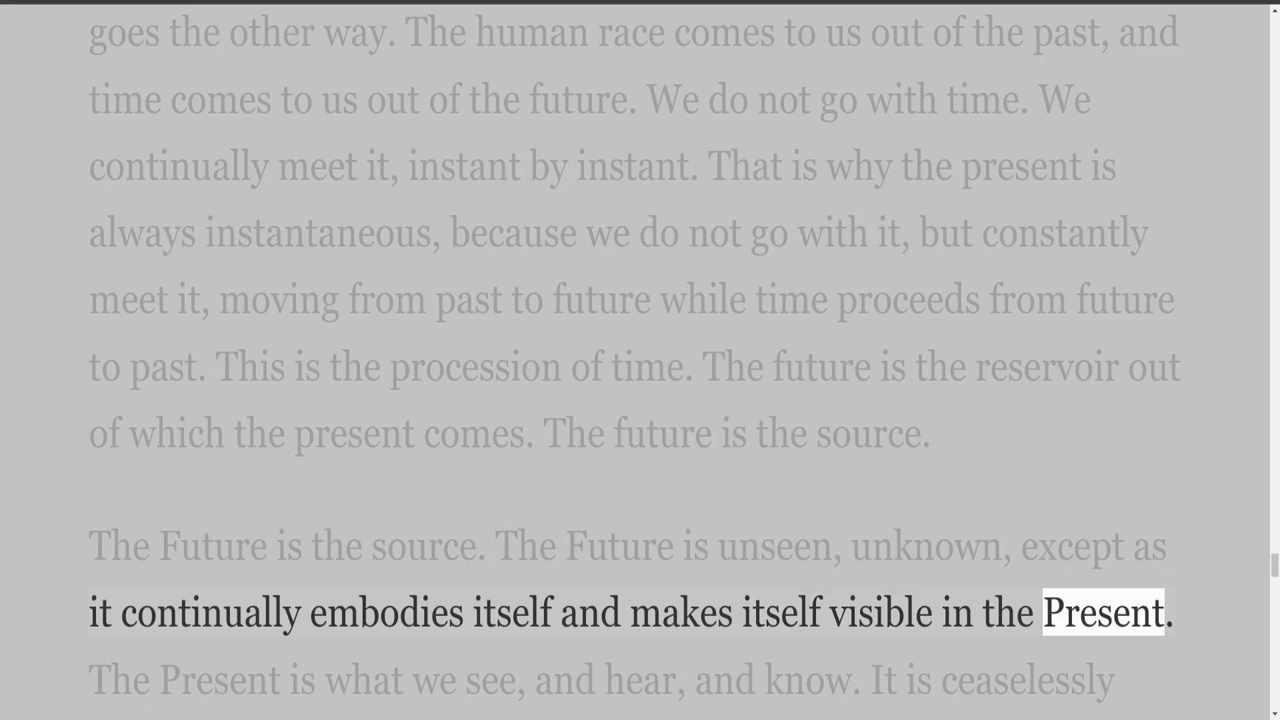 goes the other way. The human race comes to us out of the past, and
time comes to us out of the future. We do not go with time. We
continually meet it, instant by instant. That is why the present is
always instantaneous, because we do not go with it, but constantly
meet it, moving from past to future while time proceeds from future
to past. This is the procession of time. The future is the reservoir out
of which the present comes. The future is the source.
The Future is the source. The Future is unseen, unknown, except as
it continually embodies itself and makes itself visible in the Present.
The Present is what we see, and hear, and know. It is ceaselessly